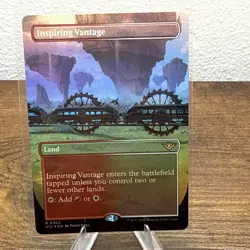 Inspiring Vantage
Land
Inspiring Vantage enters the battlefield
tapped unless you control two or
fewer other lands.
: Add or .